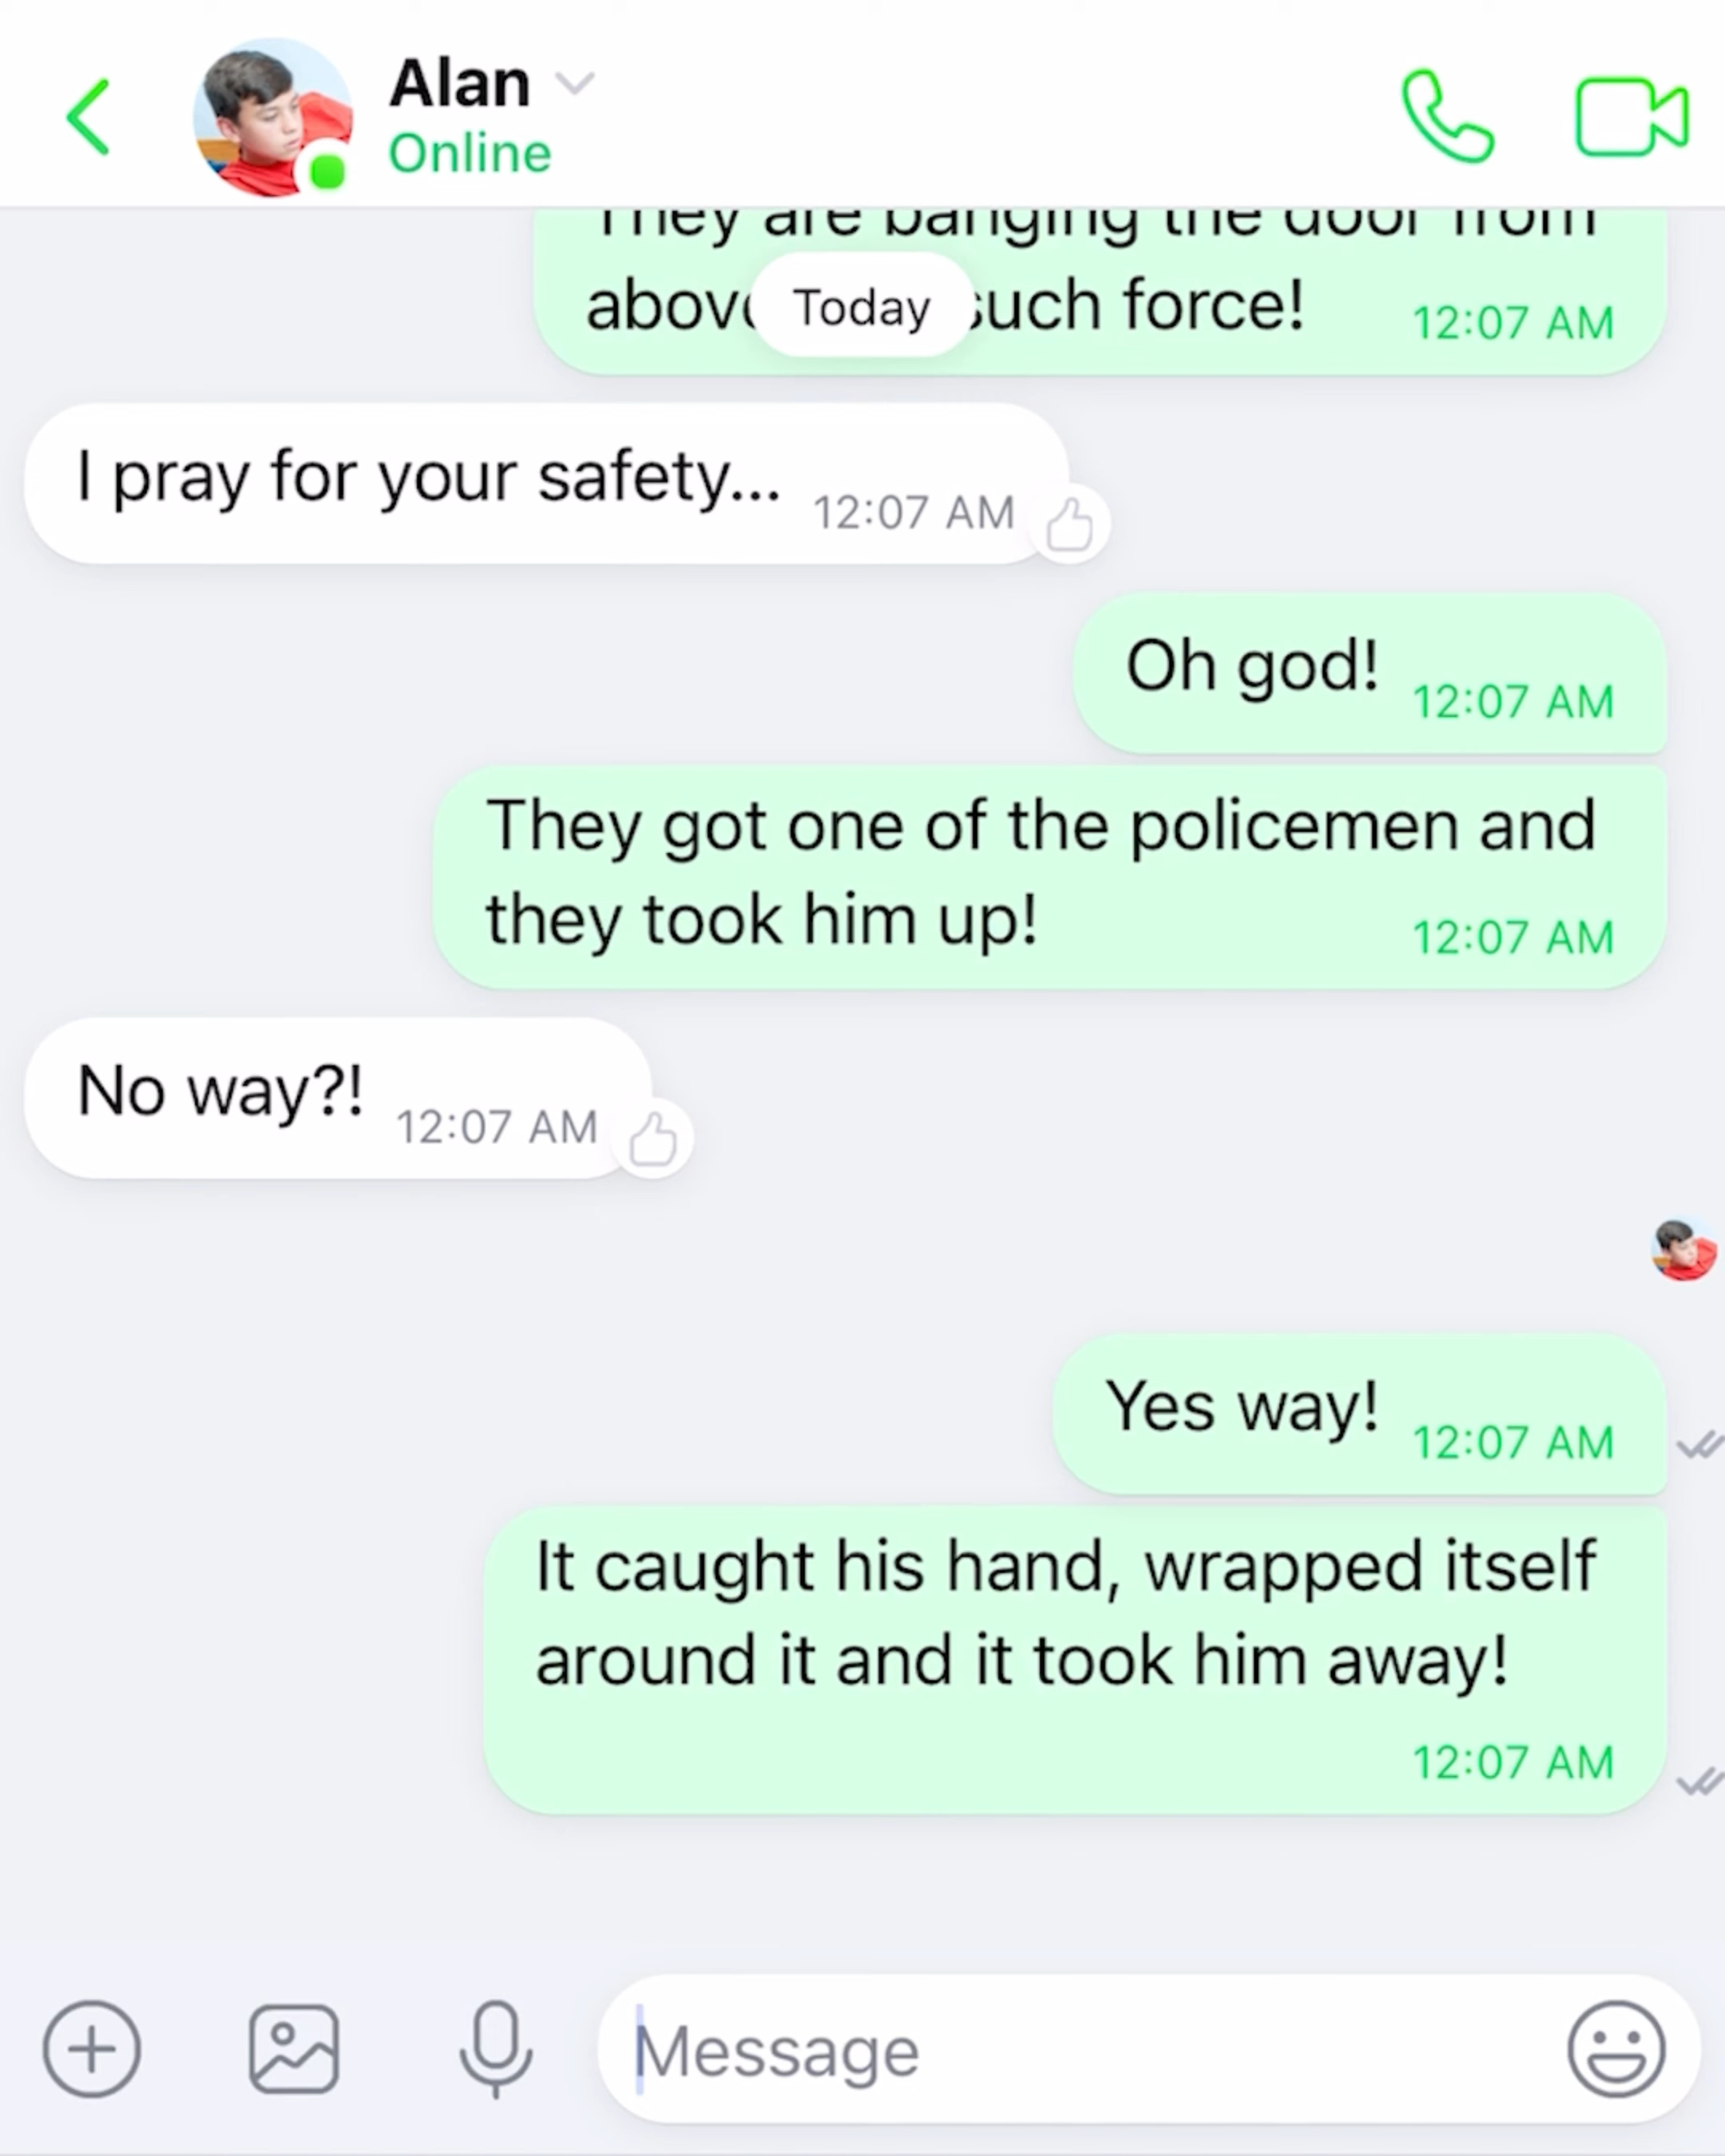 Alan
Online
They are banging the door from
Today
such force!
12:07 AM
I pray for your safety...
12:07 AM
Oh god!
12:07 AM
They got one of the policemen and
they took him up!
12:07 AM
No way?!
12:07 AM
Yes way!
12:07 AM
It caught his hand, wrapped itself
around it and it took him away!
12:07 AM
Message